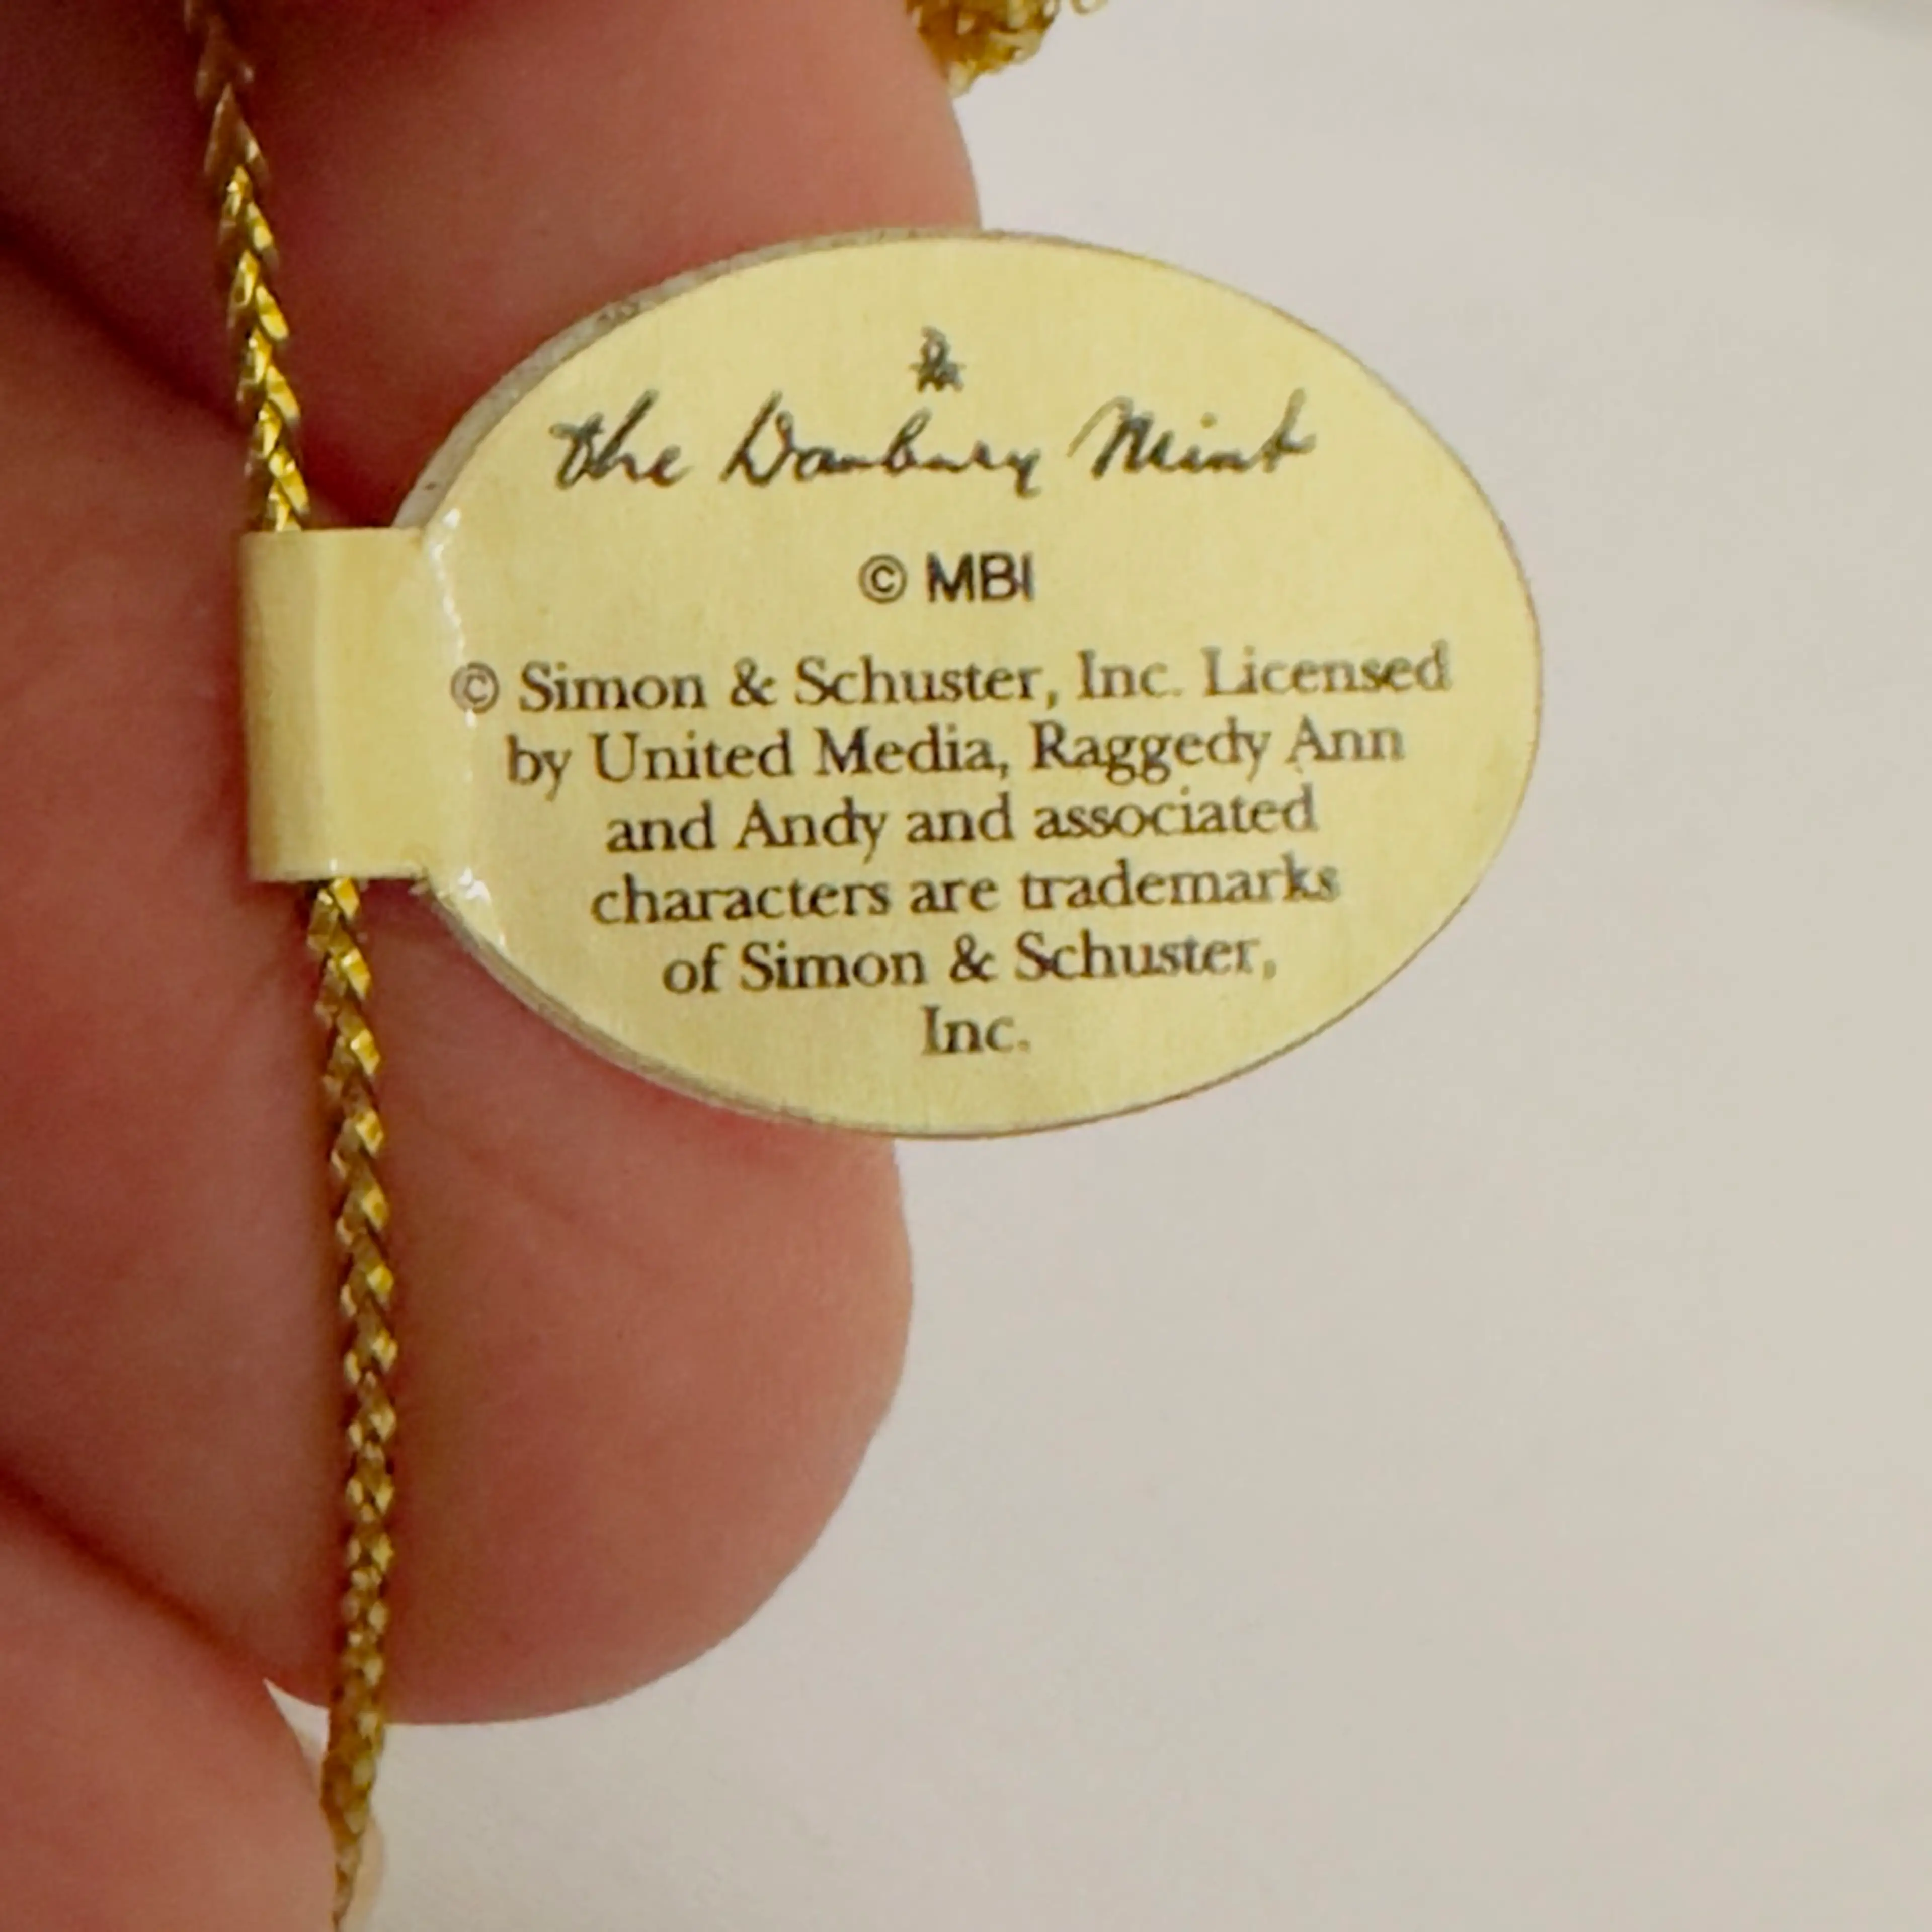 The Danbury Mint
© MBI
© Simon & Schuster, Inc. Licensed
by United Media, Raggedy Ann
and Andy and associated
characters are trademarks
of Simon & Schuster,
Inc.